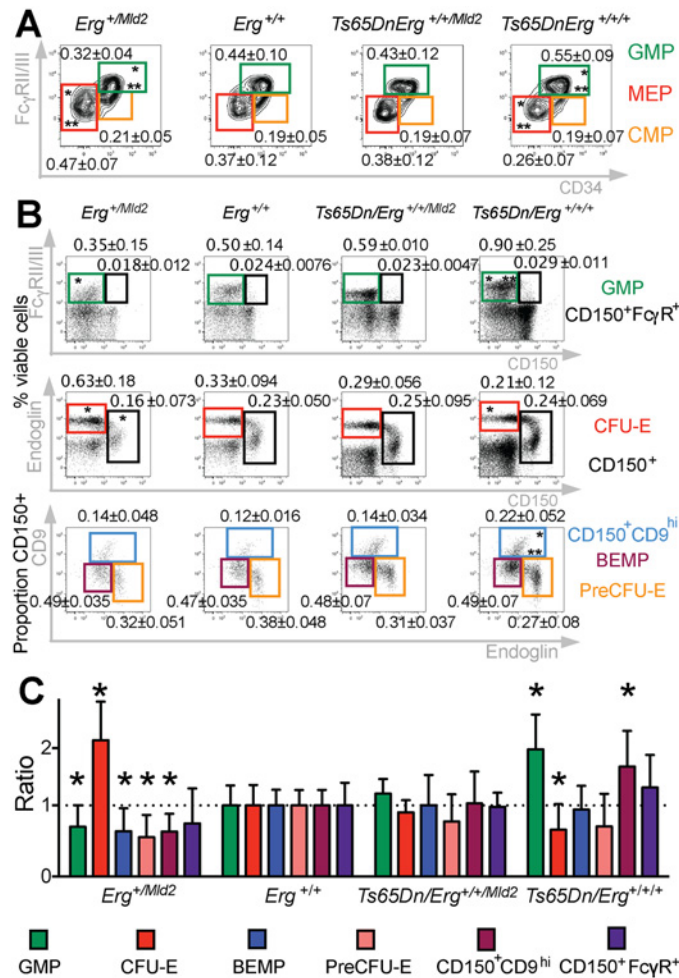 A
Erg +/Mld2
Erg +/+
Ts65DnErg +/+/Mld2
Ts65DnErg +/+/+
0.32±0.04
0.44±0.10
0.43±0.12
0.55±0.09
GMP
MEP
CMP
FcγRII/III
*
**
*
**
*
**
*
**
0.21±0.05
0.19±0.05
0.19±0.07
0.19±0.07
0.47±0.07
0.37±0.12
0.38±0.12
0.26±0.07
CD34
B
Erg +/Mld2
Erg +/+
Ts65Dn/Erg +/+/Mld2
Ts65Dn/Erg +/+/+
% viable cells
FcγRII/III
0.35±0.15
0.50±0.14
0.59±0.010
0.90±0.25
0.018±0.012
0.024±0.0076
0.023±0.0047
0.029±0.011
*
* **
GMP
CD150+FcγR+
CD150
Endoglin
0.63±0.18
0.33±0.094
0.29±0.056
0.21±0.12
0.16±0.073
0.23±0.050
0.25±0.095
0.24±0.069
*
*
*
CFU-E
CD150+
CD150
Proportion CD150+
CD9
0.14±0.048
0.12±0.016
0.14±0.034
0.22±0.052
CD150+CD9hi
*
**
BEMP
PreCFU-E
0.49±0.035
0.47±0.035
0.48±0.07
0.49±0.07
0.32±0.051
0.38±0.048
0.31±0.037
0.27±0.08
Endoglin
C
Ratio
2
1
0
*
*
*
*
*
*
*
*
Erg +/Mld2
Erg +/+
Ts65Dn/Erg +/+/Mld2
Ts65Dn/Erg +/+/+
GMP
CFU-E
BEMP
PreCFU-E
CD150+CD9hi
CD150+FcγR+